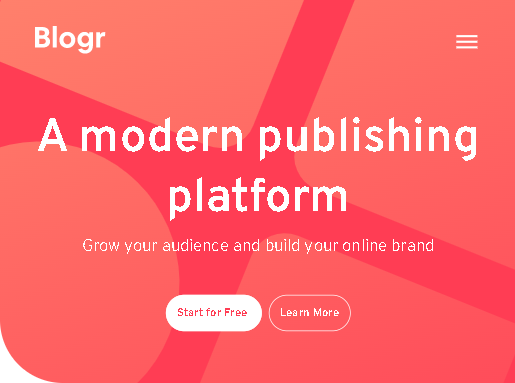 Blogr
A modern publishing
platform
Grow your audience and build your online brand
Start for Free
Learn More